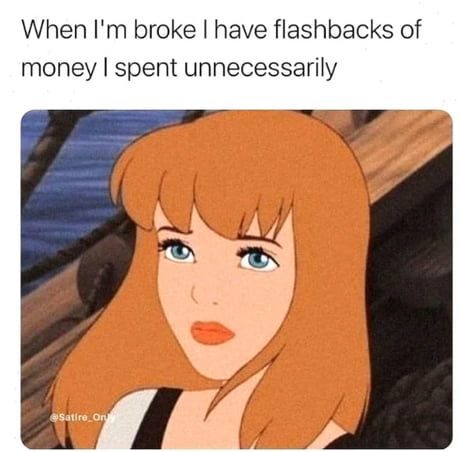 When I'm broke I have flashbacks of
money I spent unnecessarily
@Satire_Only